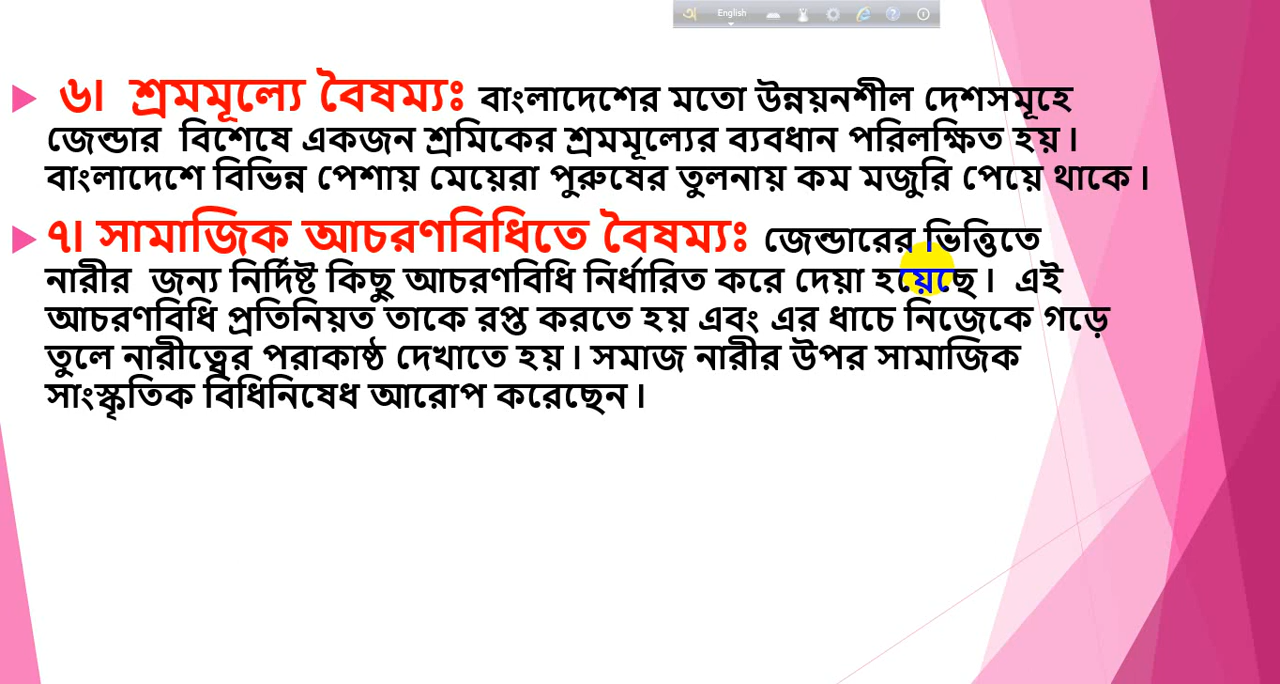 English
৬। শ্রমমূল্যে বৈষম্যঃ বাংলাদেশের মতো উন্নয়নশীল দেশসমূহে
জেন্ডার বিশেষে একজন শ্রমিকের শ্রমমূল্যের ব্যবধান পরিলক্ষিত হয়।
বাংলাদেশে বিভিন্ন পেশায় মেয়েরা পুরুষের তুলনায় কম মজুরি পেয়ে থাকে।
৭। সামাজিক আচরণবিধিতে বৈষম্যঃ জেন্ডারের ভিত্তিতে
নারীর জন্য নির্দিষ্ট কিছু আচরণবিধি নির্ধারিত করে দেয়া হয়েছে। এই
আচরণবিধি প্রতিনিয়ত তাকে রপ্ত করতে হয় এবং এর ধাচে নিজেকে গড়ে
তুলে নারীত্বের পরাকাষ্ঠ দেখাতে হয়। সমাজ নারীর উপর সামাজিক
সাংস্কৃতিক বিধিনিষেধ আরোপ করেছেন।